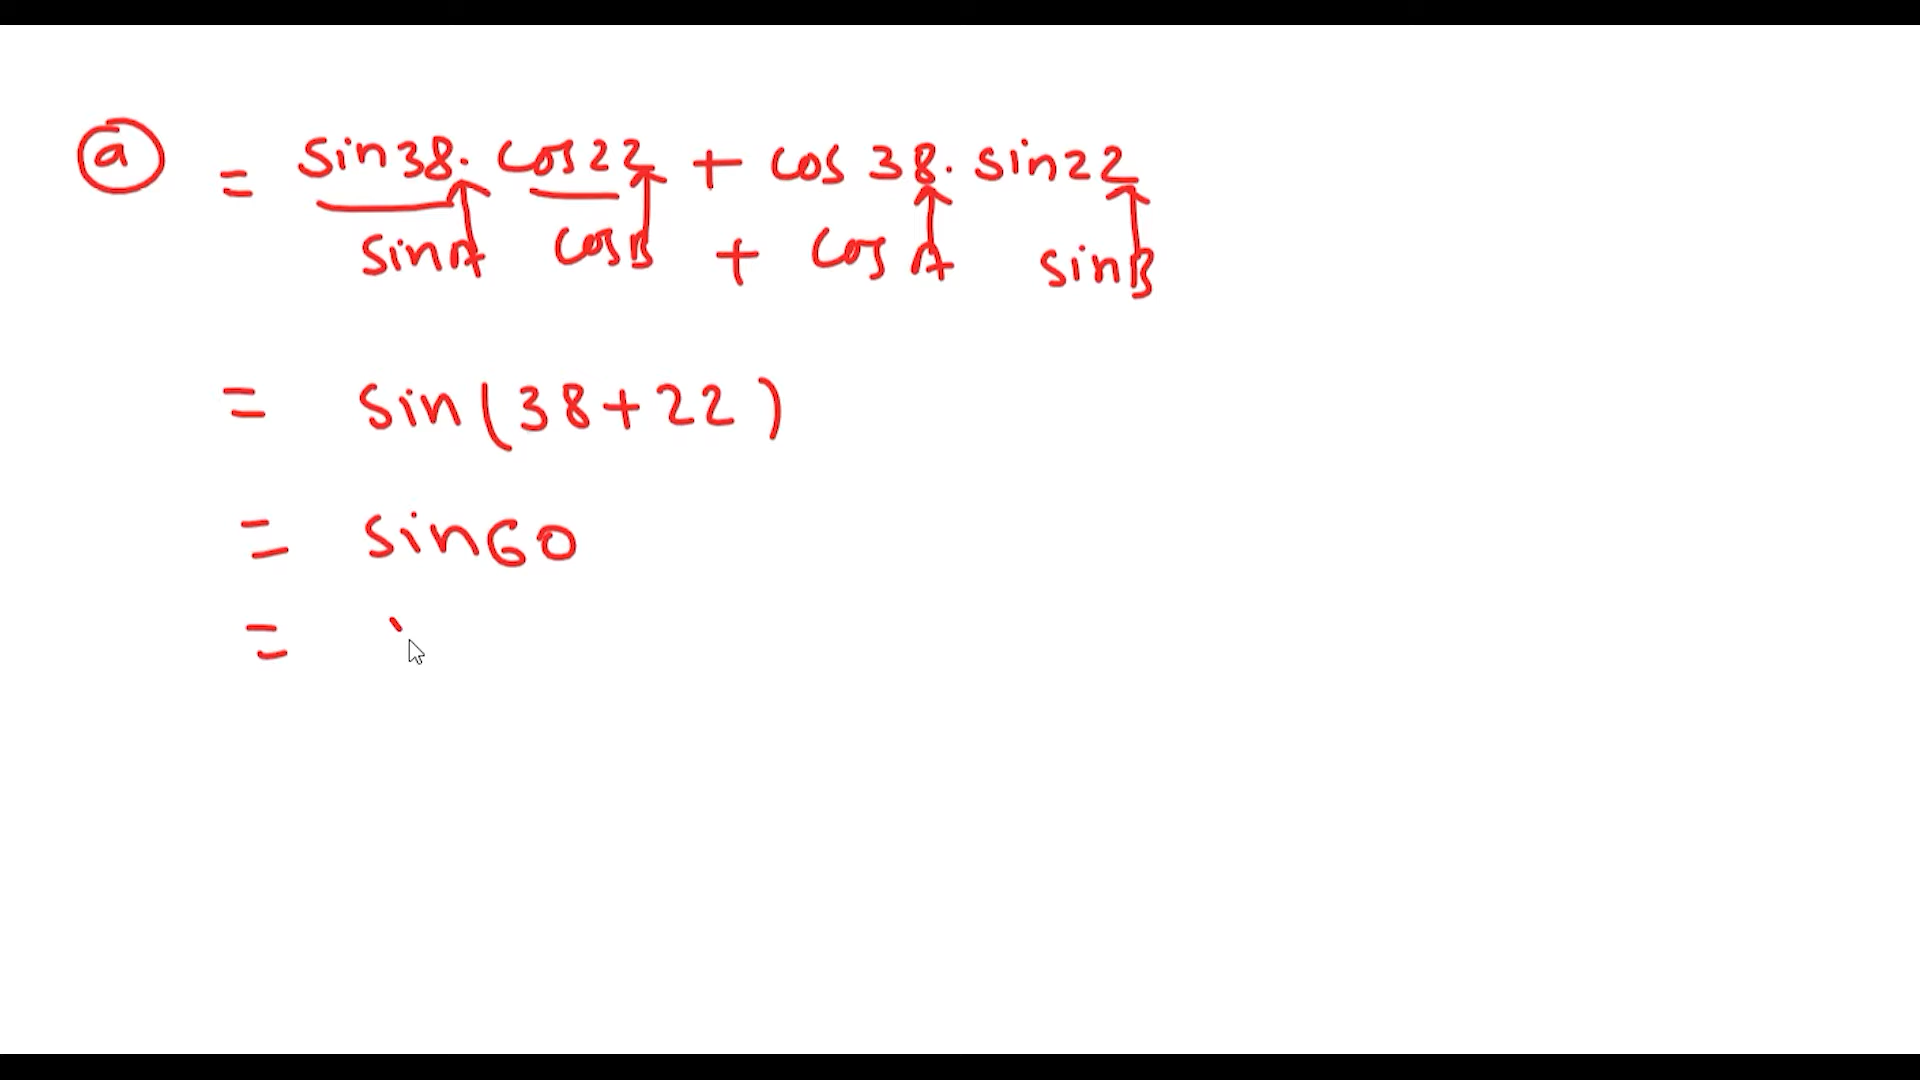 a = sin38. cos22 + cos 38. sin22
sinA cosB + cos A sinB
= sin(38+22)
= sin60
=